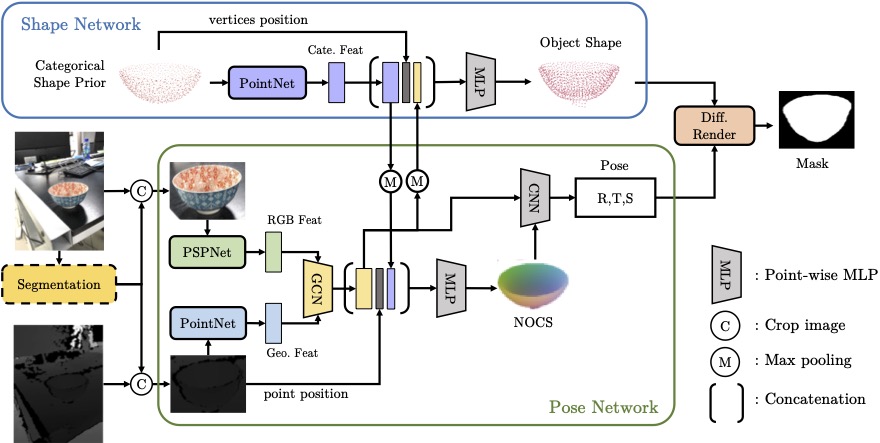 Shape Network
vertices position
Categorical
Shape Prior
PointNet
Cate. Feat
MLP
Object Shape
Diff.
Render
Mask
C
M
M
Pose
R,T,S
CNN
RGB Feat
PSPNet
GCN
MLP
NOCS
Segmentation
PointNet
Geo. Feat
C
point position
Pose Network
MLP
: Point-wise MLP
C
: Crop image
M
: Max pooling
: Concatenation